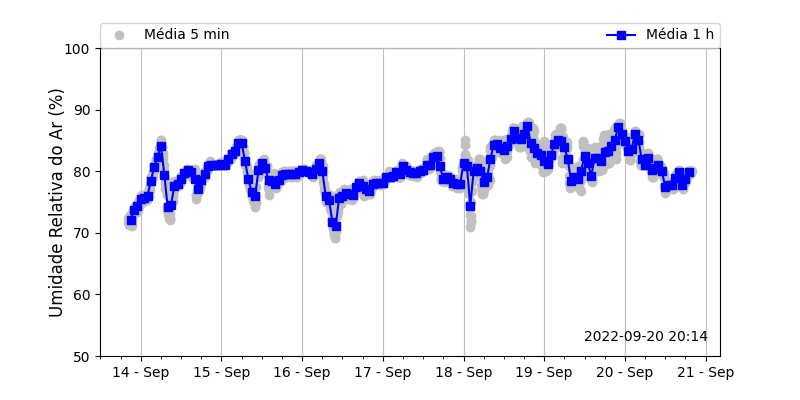 Média 5 min
Média 1 h
Umidade Relativa do Ar (%)
100
90
80
70
60
50
2022-09-20 20:14
14 - Sep
15 - Sep
16 - Sep
17 - Sep
18 - Sep
19 - Sep
20 - Sep
21 - Sep